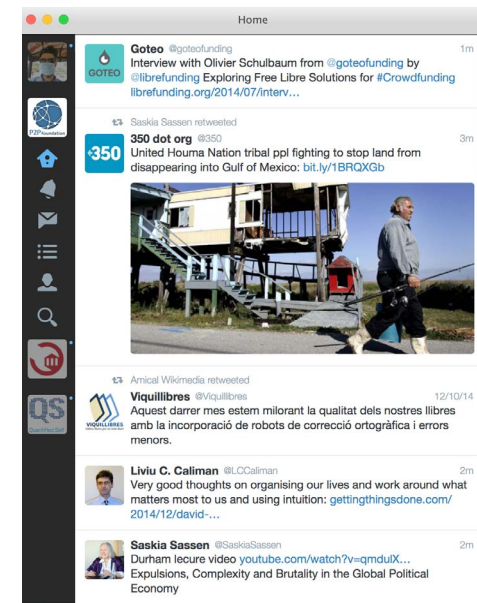 Home
Goteo @goteofunding 1m
GOTEO
Interview with Olivier Schulbaum from @goteofunding by
@librefunding Exploring Free Libre Solutions for #Crowdfunding
librefunding.org/2014/07/interv…
Saskia Sassen retweeted
350 dot org @350 3m
350
United Houma Nation tribal ppl fighting to stop land from
disappearing into Gulf of Mexico: bit.ly/1BRQXGb
P2P Foundation
Amical Wikimedia retweeted
Viquillibres @Viquillibres 12/10/14
VIQUILLIBRES
Aquest darrer mes estem milorant la qualitat dels nostres llibres
amb la incorporació de robots de correcció ortogràfica i errors
menors.
QS
Quantified Self
Liviu C. Caliman @LCCaliman 2m
Very good thoughts on organising our lives and work around what
matters most to us and using intuition: gettingthingsdone.com/
2014/12/david-…
Saskia Sassen @SaskiaSassen 2m
Durham lecure video youtube.com/watch?v=qmdulX…
Expulsions, Complexity and Brutality in the Global Political
Economy